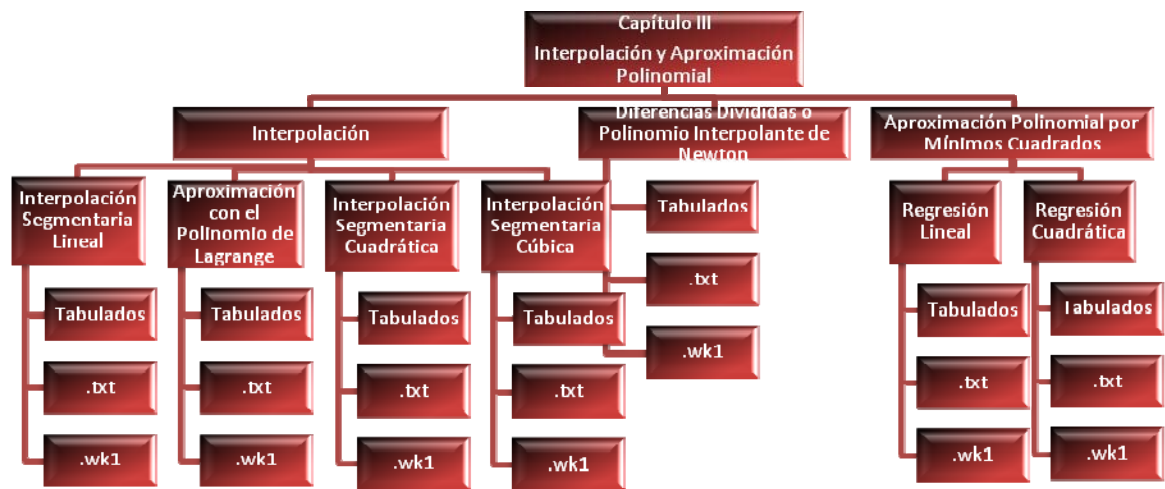 Capítulo III
Interpolación y Aproximación
Polinomial
Interpolación
Diferencias Divididas o
Polinomio Interpolante de
Newton
Aproximación Polinomial por
Mínimos Cuadrados
Interpolación
Segmentaria
Lineal
Aproximación
con el
Polinomio de
Lagrange
Interpolación
Segmentaria
Cuadrática
Interpolación
Segmentaria
Cúbica
Tabulados
.txt
.wk1
Regresión
Lineal
Regresión
Cuadrática
Tabulados
.txt
.wk1
Tabulados
.txt
.wk1
Tabulados
.txt
.wk1
Tabulados
.txt
.wk1
Tabulados
.txt
.wk1
Tabulados
.txt
.wk1